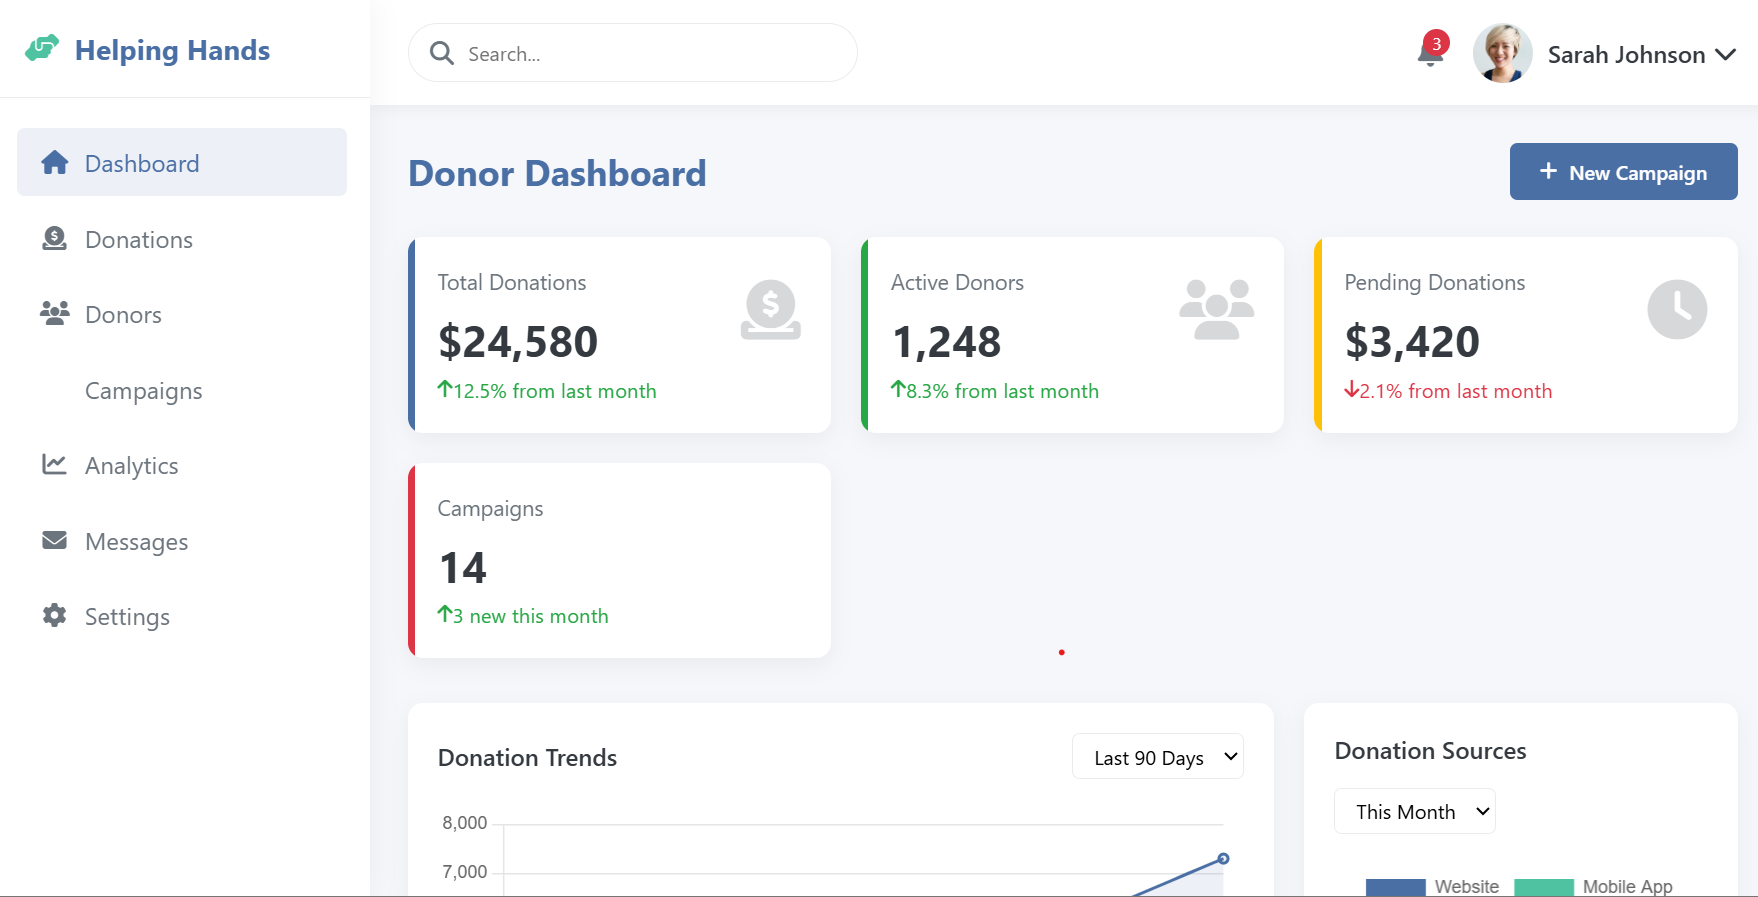 Helping Hands
Search...
3
Sarah Johnson
Dashboard
Donations
Donors
Campaigns
Analytics
Messages
Settings
Donor Dashboard
+ New Campaign
Total Donations
$24,580
↑12.5% from last month
Active Donors
1,248
↑8.3% from last month
Pending Donations
$3,420
↓2.1% from last month
Campaigns
14
↑3 new this month
Donation Trends
Last 90 Days
8,000
7,000
Donation Sources
This Month
Website
Mobile App